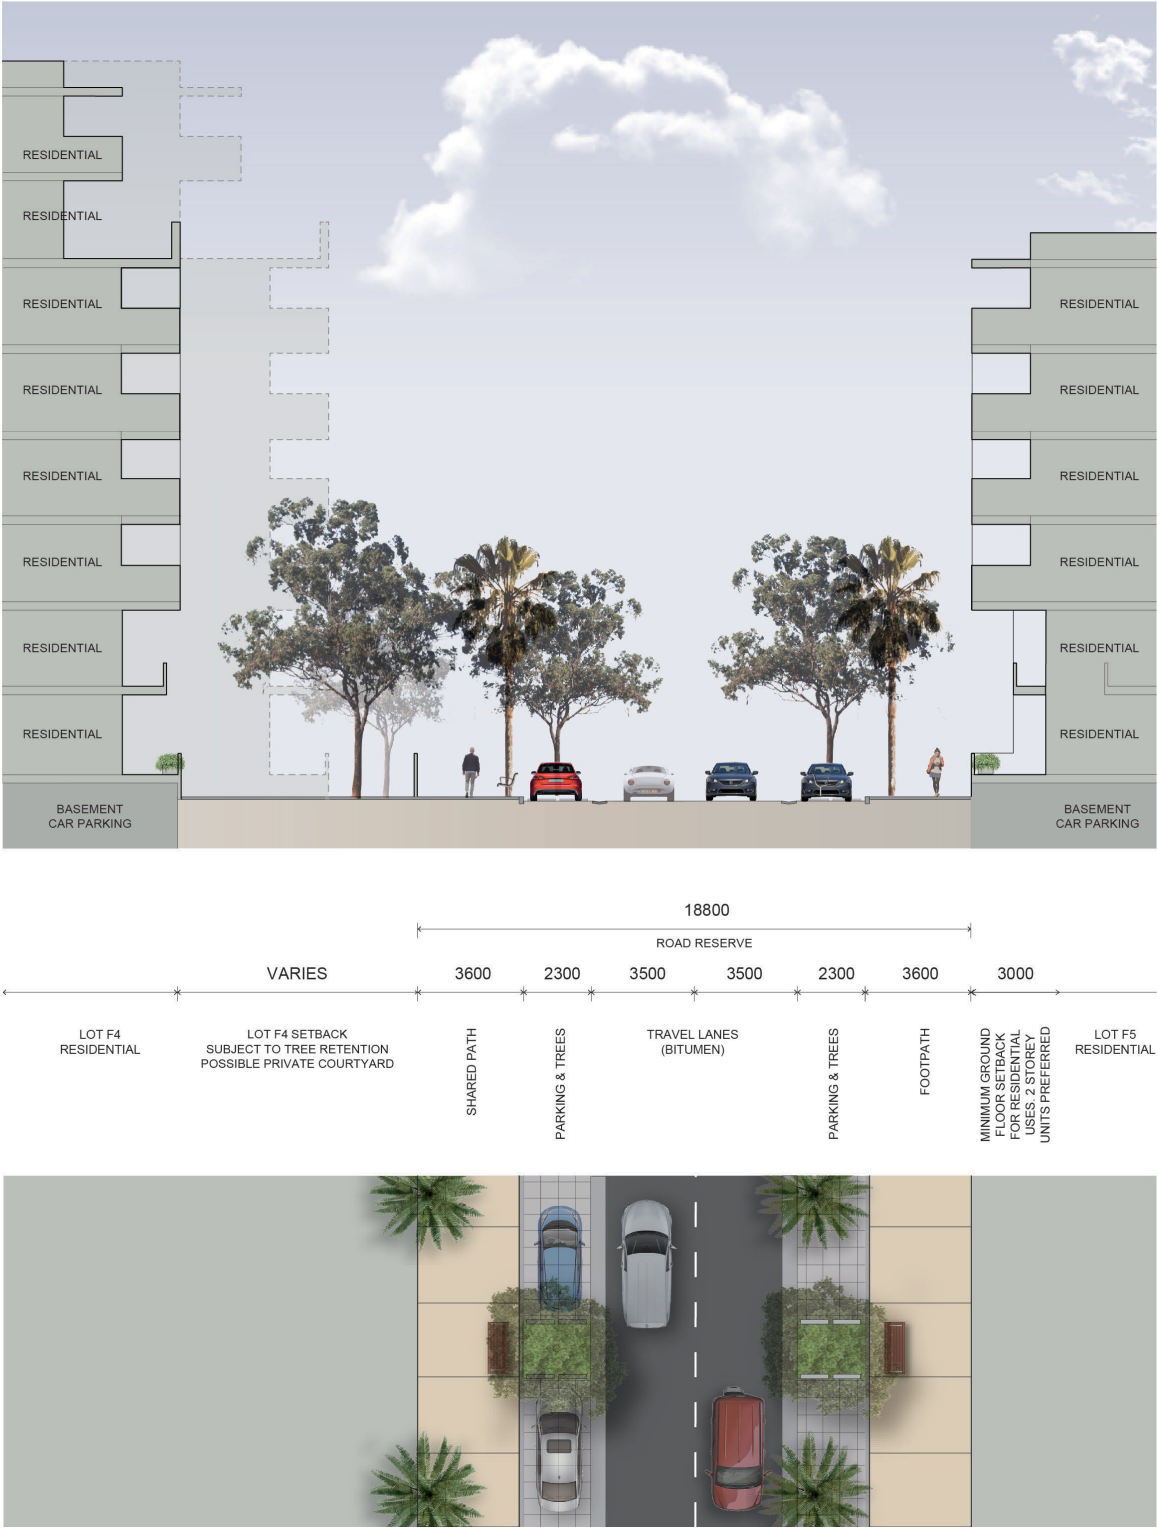 RESIDENTIAL
RESIDENTIAL
RESIDENTIAL
RESIDENTIAL
RESIDENTIAL
RESIDENTIAL
RESIDENTIAL
RESIDENTIAL
BASEMENT
CAR PARKING
RESIDENTIAL
RESIDENTIAL
RESIDENTIAL
RESIDENTIAL
RESIDENTIAL
RESIDENTIAL
BASEMENT
CAR PARKING
18800
ROAD RESERVE
VARIES
3600
2300
3500
3500
2300
3600
3000
LOT F4
RESIDENTIAL
LOT F4 SETBACK
SUBJECT TO TREE RETENTION
POSSIBLE PRIVATE COURTYARD
SHARED PATH
PARKING & TREES
TRAVEL LANES
(BITUMEN)
PARKING & TREES
FOOTPATH
MINIMUM GROUND
FLOOR SETBACK
FOR RESIDENTIAL
USES. 2 STOREY
UNITS PREFERRED
LOT F5
RESIDENTIAL